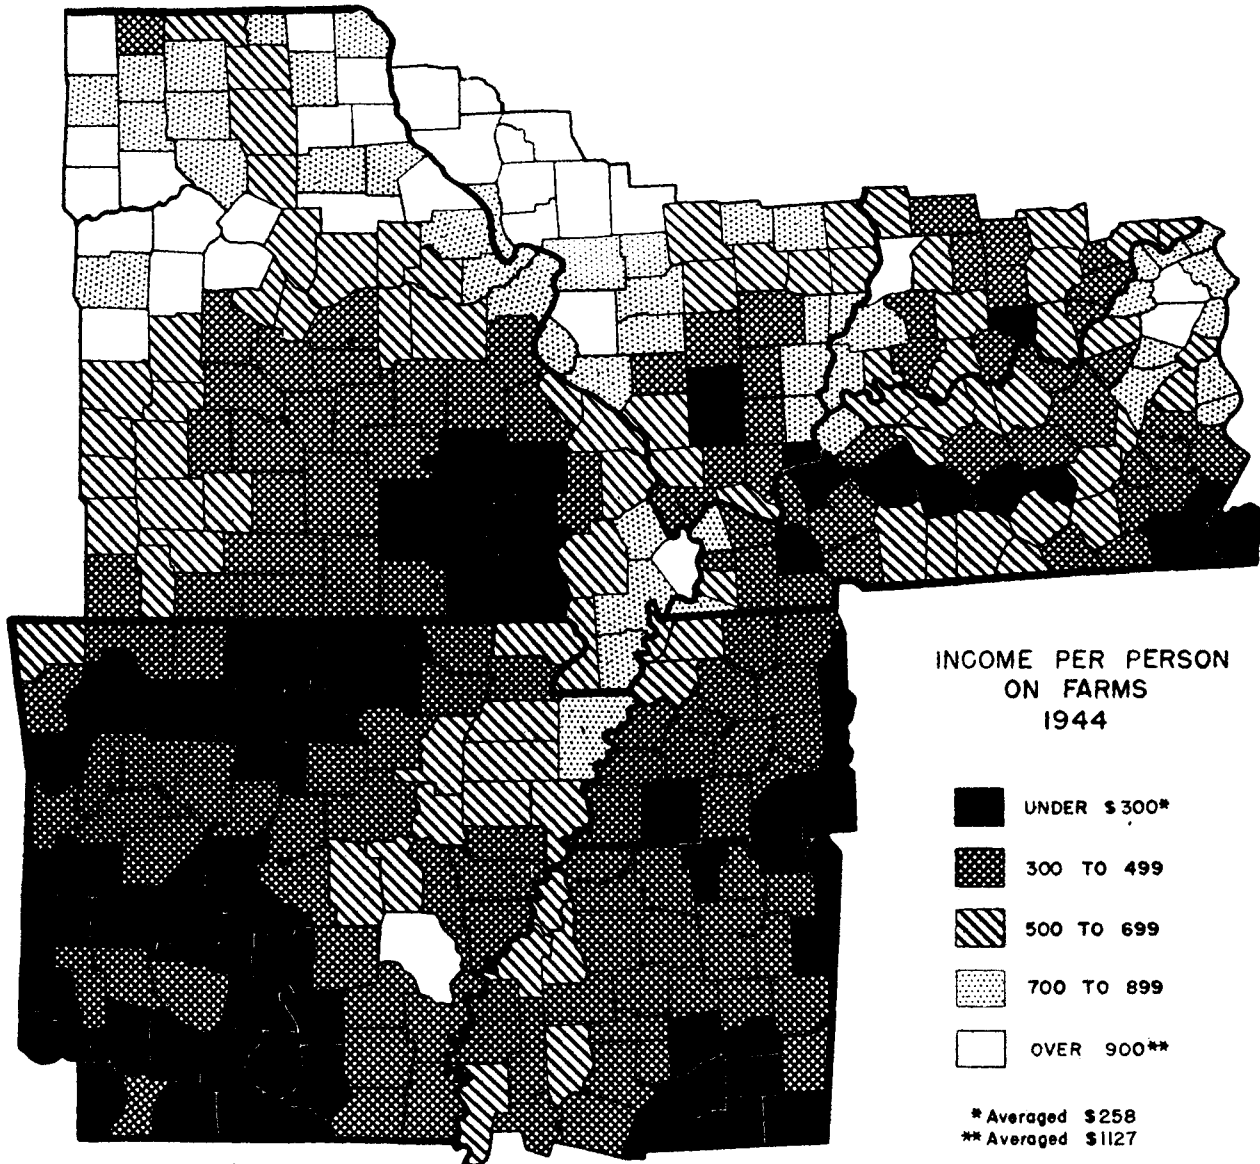 INCOME PER PERSON
ON FARMS
1944
UNDER $300*
300 TO 499
500 TO 699
700 TO 899
OVER 900**
* Averaged $258
** Averaged $1127